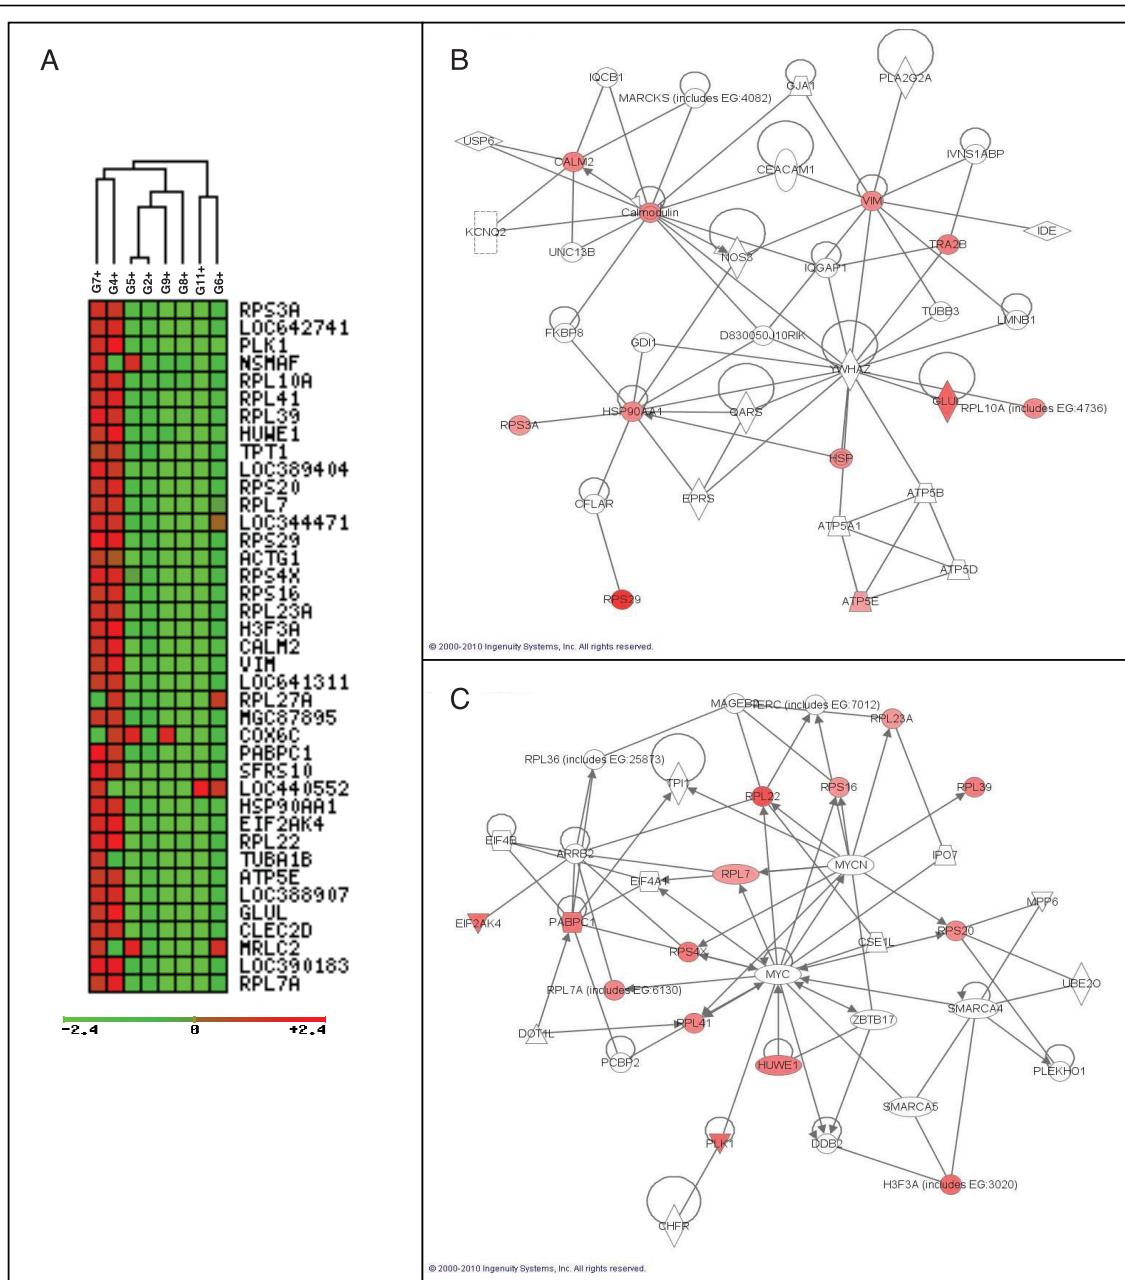 A
G7+
G4+
G5+
G2+
G9+
G8+
G11+
G6+
RPS3A
LOC642741
PLK1
NSMAF
RPL10A
RPL41
RPL39
HUWE1
TPT1
LOC389404
RPS20
RPL7
LOC344471
RPS29
ACTG1
RPS4X
RPS16
RPL23A
H3F3A
CALM2
VIM
LOC641311
RPL27A
MGC87895
COX6C
PABPC1
SFRS10
LOC440552
HSP90AA1
EIF2AK4
RPL22
TUBA1B
ATP5E
LOC388907
GLUL
CLEC2D
MRLC2
LOC390183
RPL7A
-2.4 0 +2.4
B
IQCB1
MARCKS (includes EG:4082)
GJA1
PLA2G2A
USP6
CALM2
CEACAM1
IVNS1ABP
Calmodulin
VIM
KCNQ2
UNC13B
NOS3
IQGAP1
TRA2B
IDE
FKBP8
GDI1
D830050J10RIK
TUBB3
LMNB1
YWHAZ
RPS3A
HSP90AA1
QARS
GLUL
RPL10A (includes EG:4736)
HSP
CFLAR
EPRS
ATP5B
ATP5A1
ATP5D
RPS29
ATP5E
© 2000-2010 Ingenuity Systems, Inc. All rights reserved.
C
TERC (includes EG:7012)
RPL23A
RPL36 (includes EG:25873)
TPI1
RPL22
RPS16
RPL39
EIF4B
ARRB2
MYCN
IPO7
EIF4A1
RPL7
EIF2AK4
PABPC1
MPP6
RPS20
RPS4X
CSE1L
MYC
RPL7A (includes EG:6130)
UBE2O
SMARCA4
DOT1L
RPL41
ZBTB17
PCBP2
HUWE1
PLEKHO1
SMARCA5
PLK1
DDB2
H3F3A (includes EG:3020)
CHFR
© 2000-2010 Ingenuity Systems, Inc. All rights reserved.